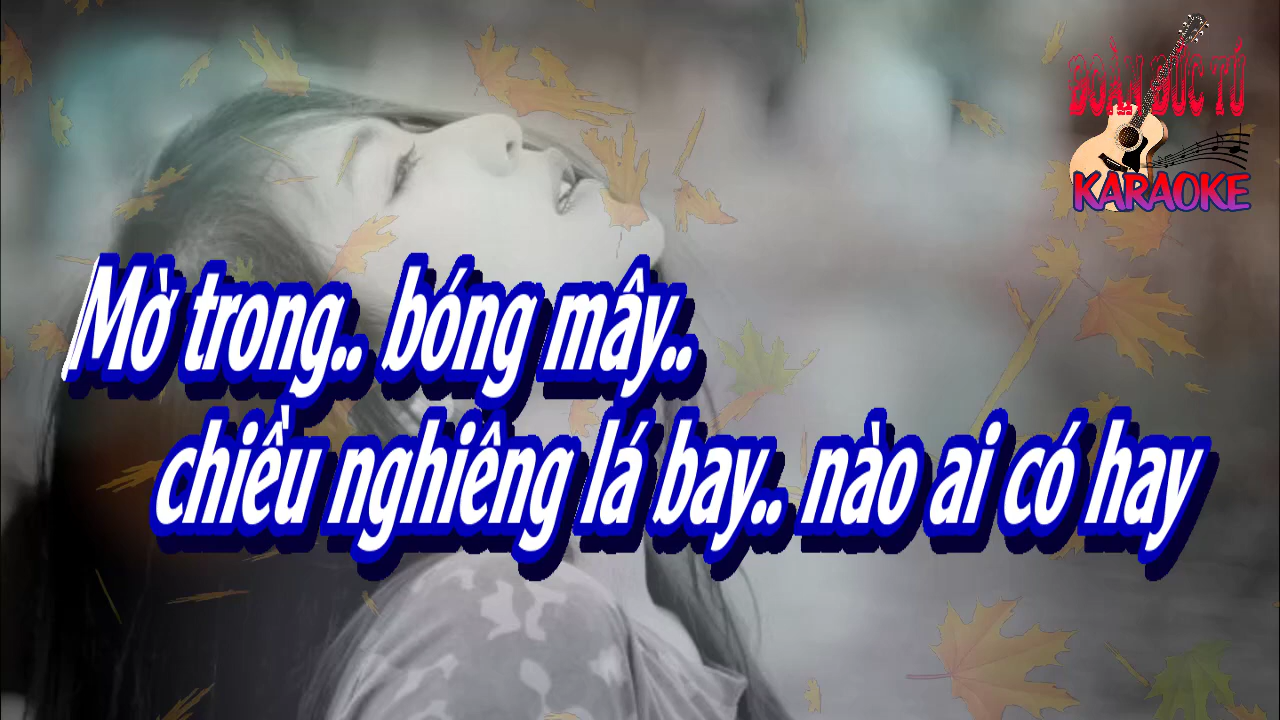 ĐOÀN ĐỨC TÚ
KARAOKE
Mờ trong.. bóng mây..
chiều nghiêng lá bay.. nào ai có hay